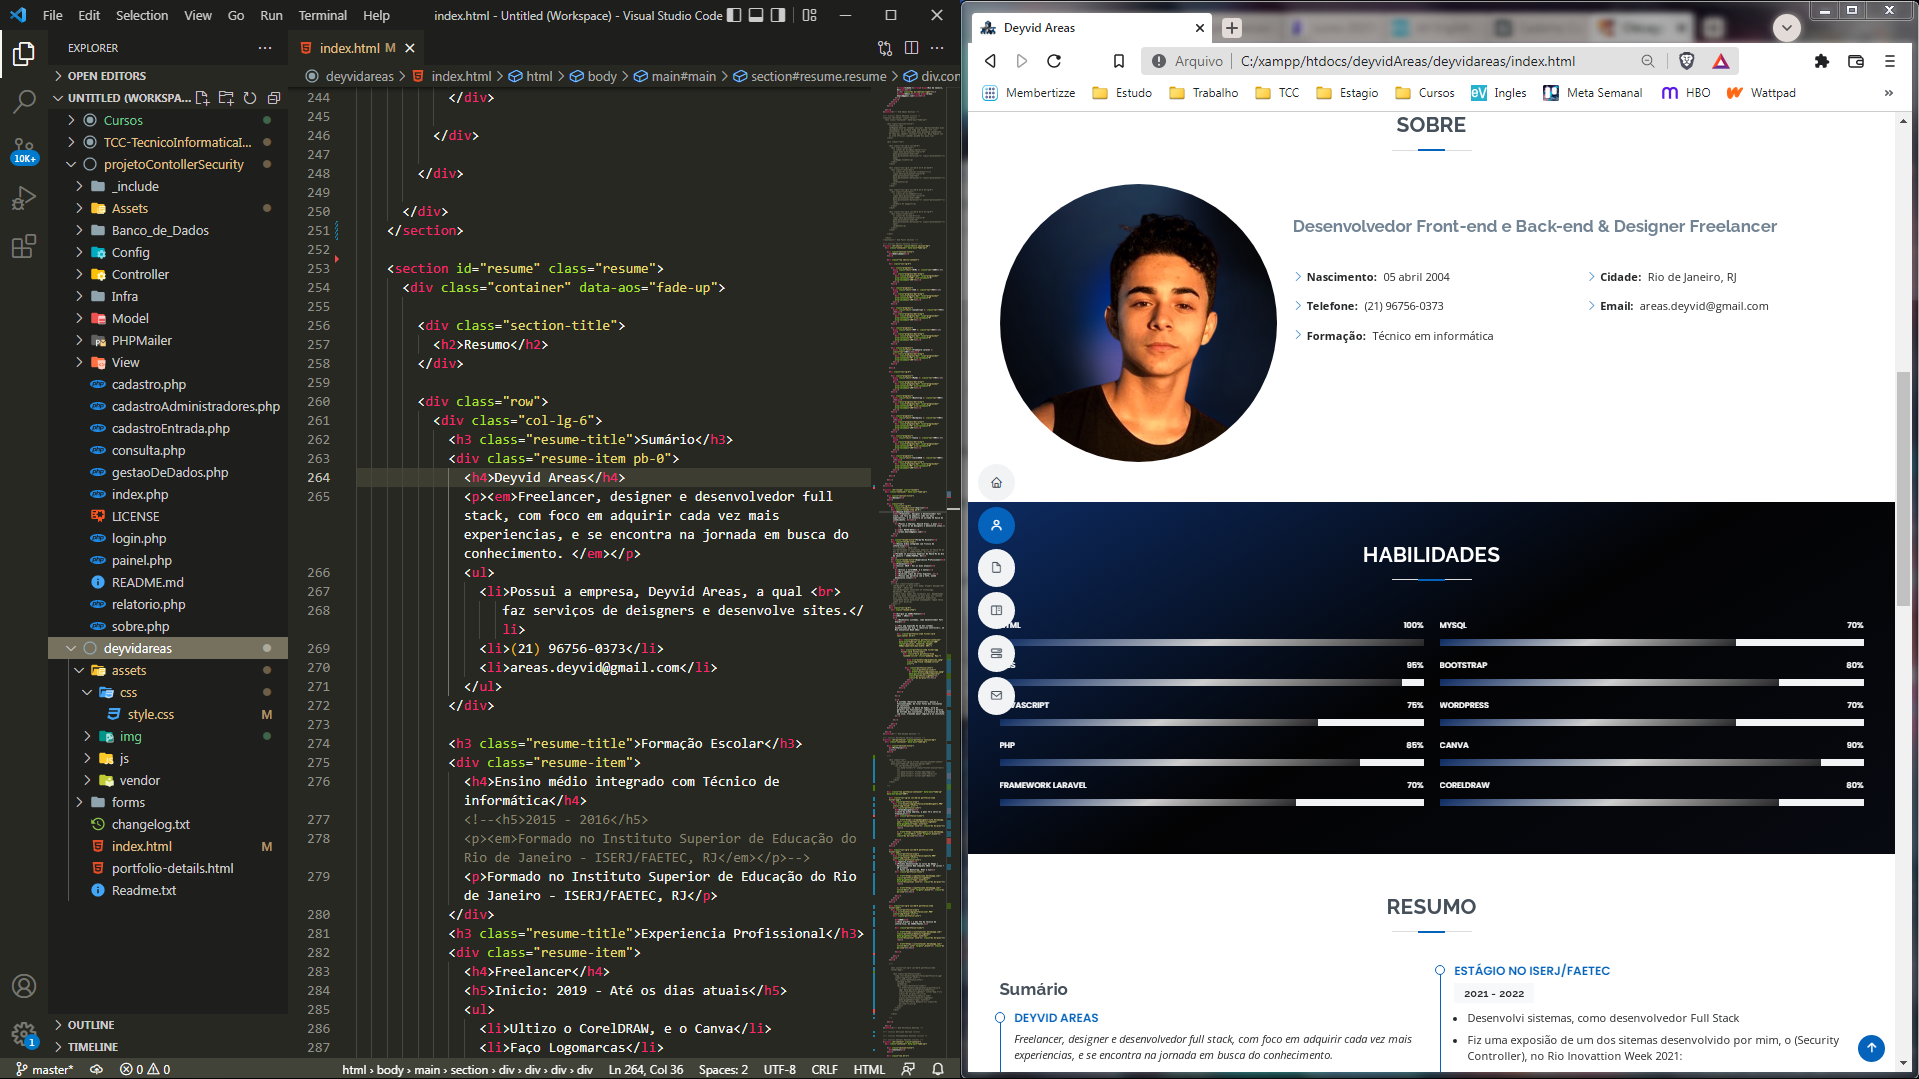 File Edit Selection View Go Run Terminal Help
index.html - Untitled (Workspace) - Visual Studio Code
EXPLORER
OPEN EDITORS
UNTITLED (WORKSPA...
Cursos
TCC-TecnicoInformatical...
projetoContollerSecurity
_include
Assets
Banco_de_Dados
Config
Controller
Infra
Model
PHPMailer
View
cadastro.php
cadastroAdministradores.php
cadastroEntrada.php
consulta.php
gestaoDeDados.php
index.php
LICENSE
login.php
painel.php
README.md
relatorio.php
sobre.php
deyvidareas
assets
css
style.css M
img
js
vendor
forms
changelog.txt
index.html M
portfolio-details.html
Readme.txt
OUTLINE
TIMELINE
10K+
1
index.html M
deyvidareas > index.html > html > body > main#main > section#resume.resume > div.con
244 </div>
245
246 </div>
247
248 </div>
249
250 </div>
251 </section>
252
253 <section id="resume" class="resume">
254 <div class="container" data-aos="fade-up">
255
256 <div class="section-title">
257 <h2>Resumo</h2>
258 </div>
259
260 <div class="row">
261 <div class="col-lg-6">
262 <h3 class="resume-title">Sumário</h3>
263 <div class="resume-item pb-0">
264 <h4>Deyvid Areas</h4>
265 <p><em>Freelancer, designer e desenvolvedor full
stack, com foco em adquirir cada vez mais
experiencias, e se encontra na jornada em busca do
conhecimento. </em></p>
266 <ul>
267 <li>Possui a empresa, Deyvid Areas, a qual <br>
268 faz serviços de deisgners e desenvolve sites.</
li>
269 <li>(21) 96756-0373</li>
270 <li>areas.deyvid@gmail.com</li>
271 </ul>
272 </div>
273
274 <h3 class="resume-title">Formação Escolar</h3>
275 <div class="resume-item">
276 <h4>Ensino médio integrado com Técnico de
informática</h4>
277 <!--<h5>2015 - 2016</h5>
278 <p><em>Formado no Instituto Superior de Educação do
Rio de Janeiro - ISERJ/FAETEC, RJ</em></p>-->
279 <p>Formado no Instituto Superior de Educação do Rio
de Janeiro - ISERJ/FAETEC, RJ</p>
280 </div>
281 <h3 class="resume-title">Experiencia Profissional</h3>
282 <div class="resume-item">
283 <h4>Freelancer</h4>
284 <h5>Inicio: 2019 - Até os dias atuais</h5>
285 <ul>
286 <li>Ultizo o CorelDRAW, e o Canva</li>
287 <li>Faço Logomarcas</li>
master* 0 0 html > body > main > section > div > div > div > div Ln 264, Col 36 Spaces: 2 UTF-8 CRLF HTML
Deyvid Areas
Arquivo C:/xampp/htdocs/deyvidAreas/deyvidareas/index.html
Membertizze Estudo Trabalho TCC Estagio Cursos eV Ingles Meta Semanal HBO Wattpad »
SOBRE
Desenvolvedor Front-end e Back-end & Designer Freelancer
Nascimento: 05 abril 2004
Cidade: Rio de Janeiro, RJ
Telefone: (21) 96756-0373
Email: areas.deyvid@gmail.com
Formação: Técnico em informática
HABILIDADES
ML 100% MYSQL 70%
S 95% BOOTSTRAP 80%
VASCRIPT 75% WORDPRESS 70%
PHP 85% CANVA 90%
FRAMEWORK LARAVEL 70% CORELDRAW 80%
RESUMO
Sumário
DEYVID AREAS
Freelancer, designer e desenvolvedor full stack, com foco em adquirir cada vez mais
experiencias, e se encontra na jornada em busca do conhecimento.
ESTÁGIO NO ISERJ/FAETEC
2021 - 2022
Desenvolvi sistemas, como desenvolvedor Full Stack
Fiz uma exposião de um dos sitemas desenvolvido por mim, o (Security
Controller), no Rio Inovattion Week 2021: